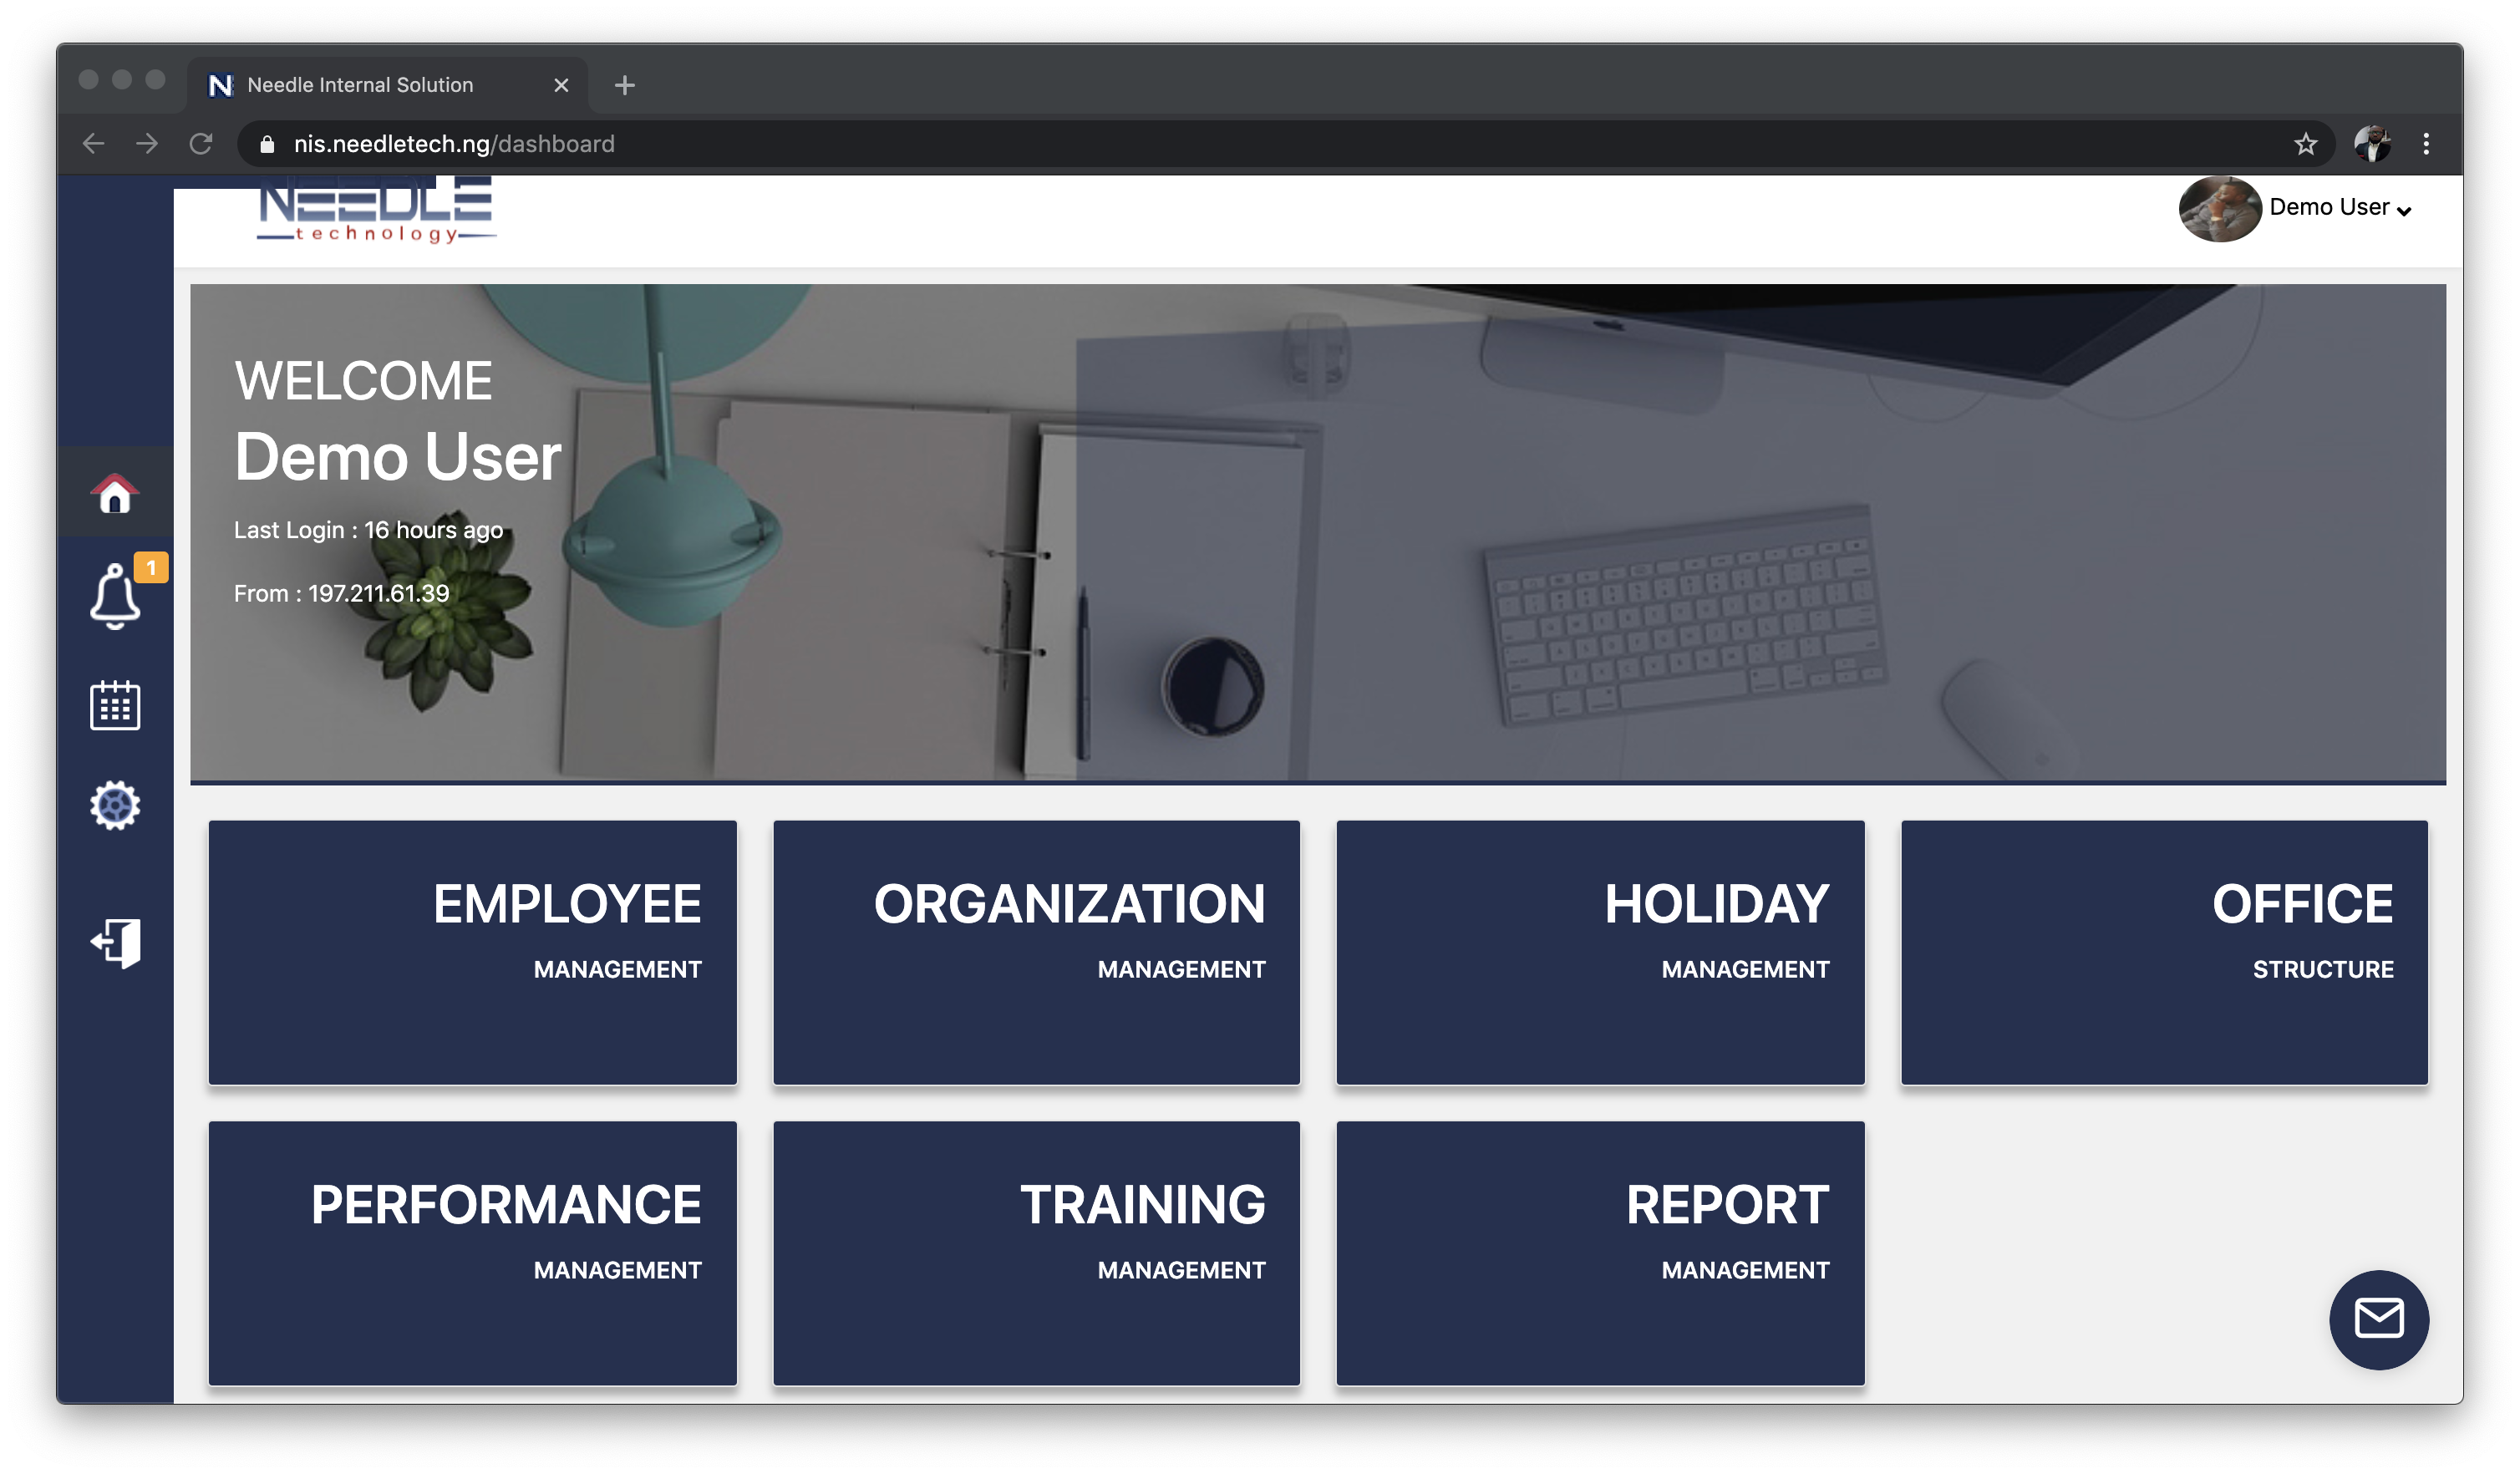 Needle Internal Solution
nis.needletech.ng/dashboard
NEEDLE
technology
Demo User
WELCOME
Demo User
Last Login : 16 hours ago
From : 197.211.61.39
1
EMPLOYEE
MANAGEMENT
ORGANIZATION
MANAGEMENT
HOLIDAY
MANAGEMENT
OFFICE
STRUCTURE
PERFORMANCE
MANAGEMENT
TRAINING
MANAGEMENT
REPORT
MANAGEMENT